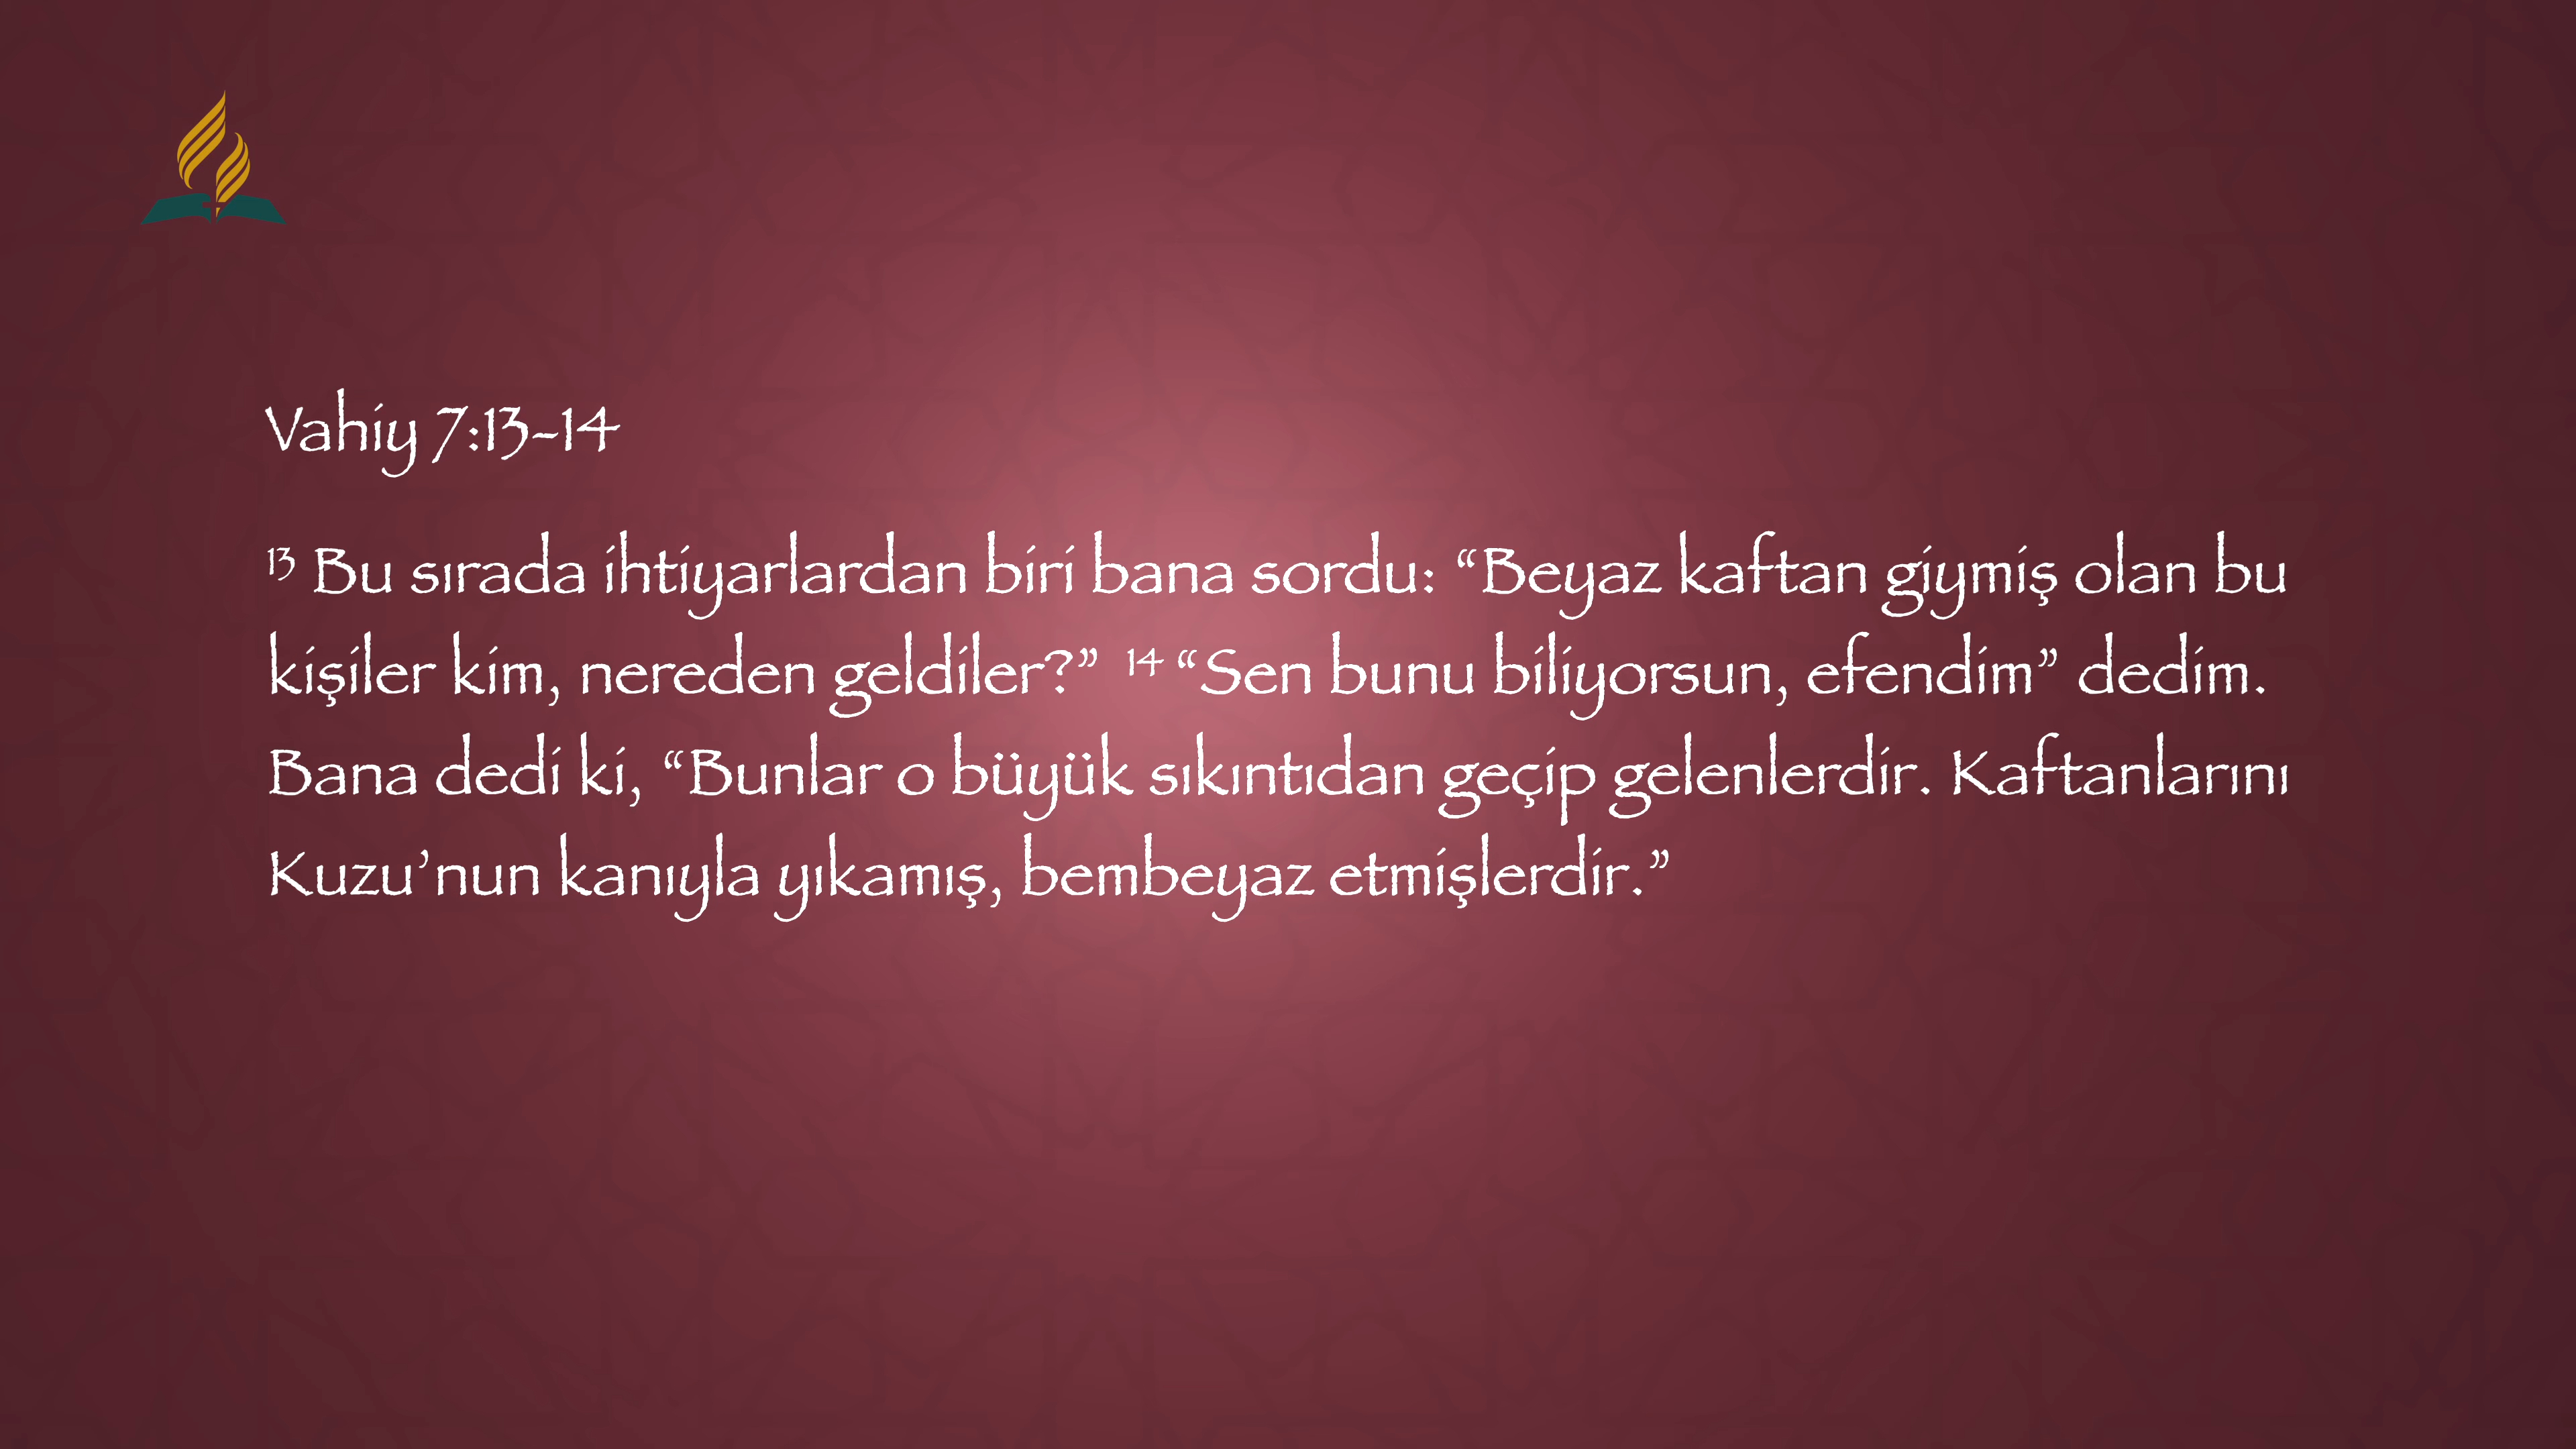 Vahiy 7:13-14
13 Bu sırada ihtiyarlardan biri bana sordu: “Beyaz kaftan giymiş olan bu
kişiler kim, nereden geldiler?” 14 “Sen bunu biliyorsun, efendim” dedim.
Bana dedi ki, “Bunlar o büyük sıkıntıdan geçip gelenlerdir. Kaftanlarını
Kuzu’nun kanıyla yıkamış, bembeyaz etmişlerdir.”